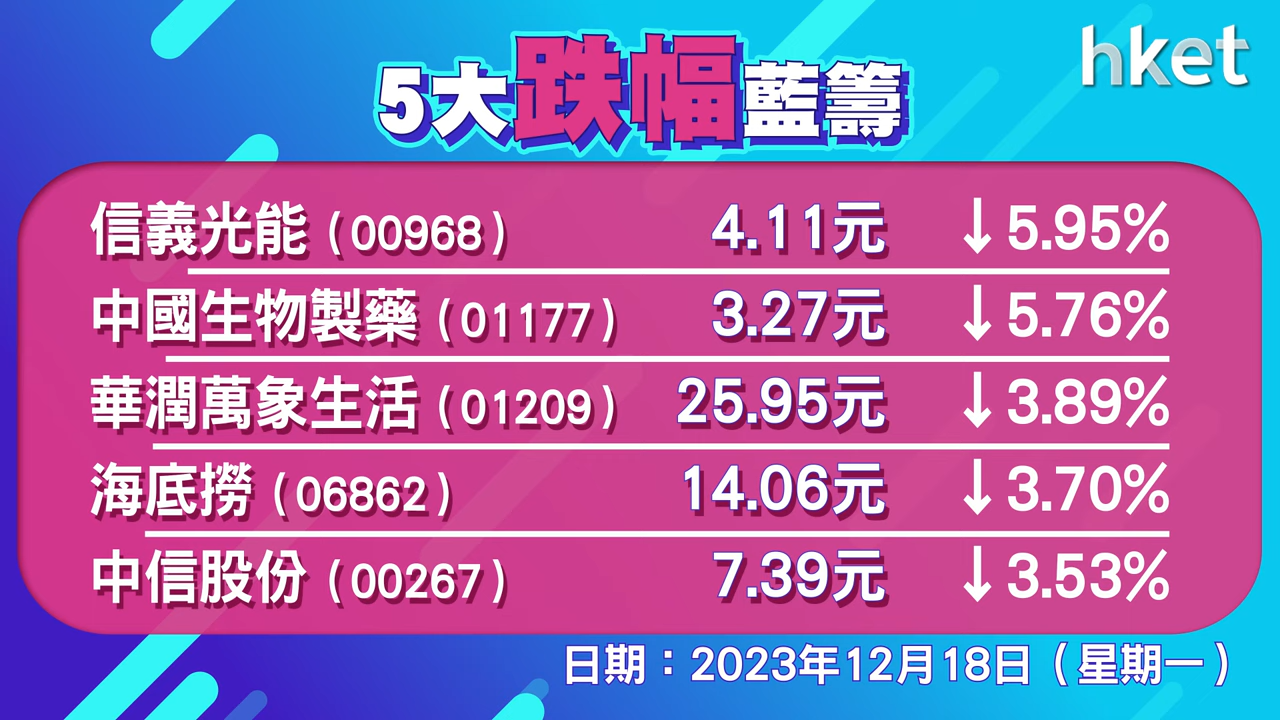 hket
5大跌幅藍籌
信義光能（00968） 4.11元 ↓5.95%
中國生物製藥（01177） 3.27元 ↓5.76%
華潤萬象生活（01209） 25.95元 ↓3.89%
海底撈（06862） 14.06元 ↓3.70%
中信股份（00267） 7.39元 ↓3.53%
日期：2023年12月18日（星期一）